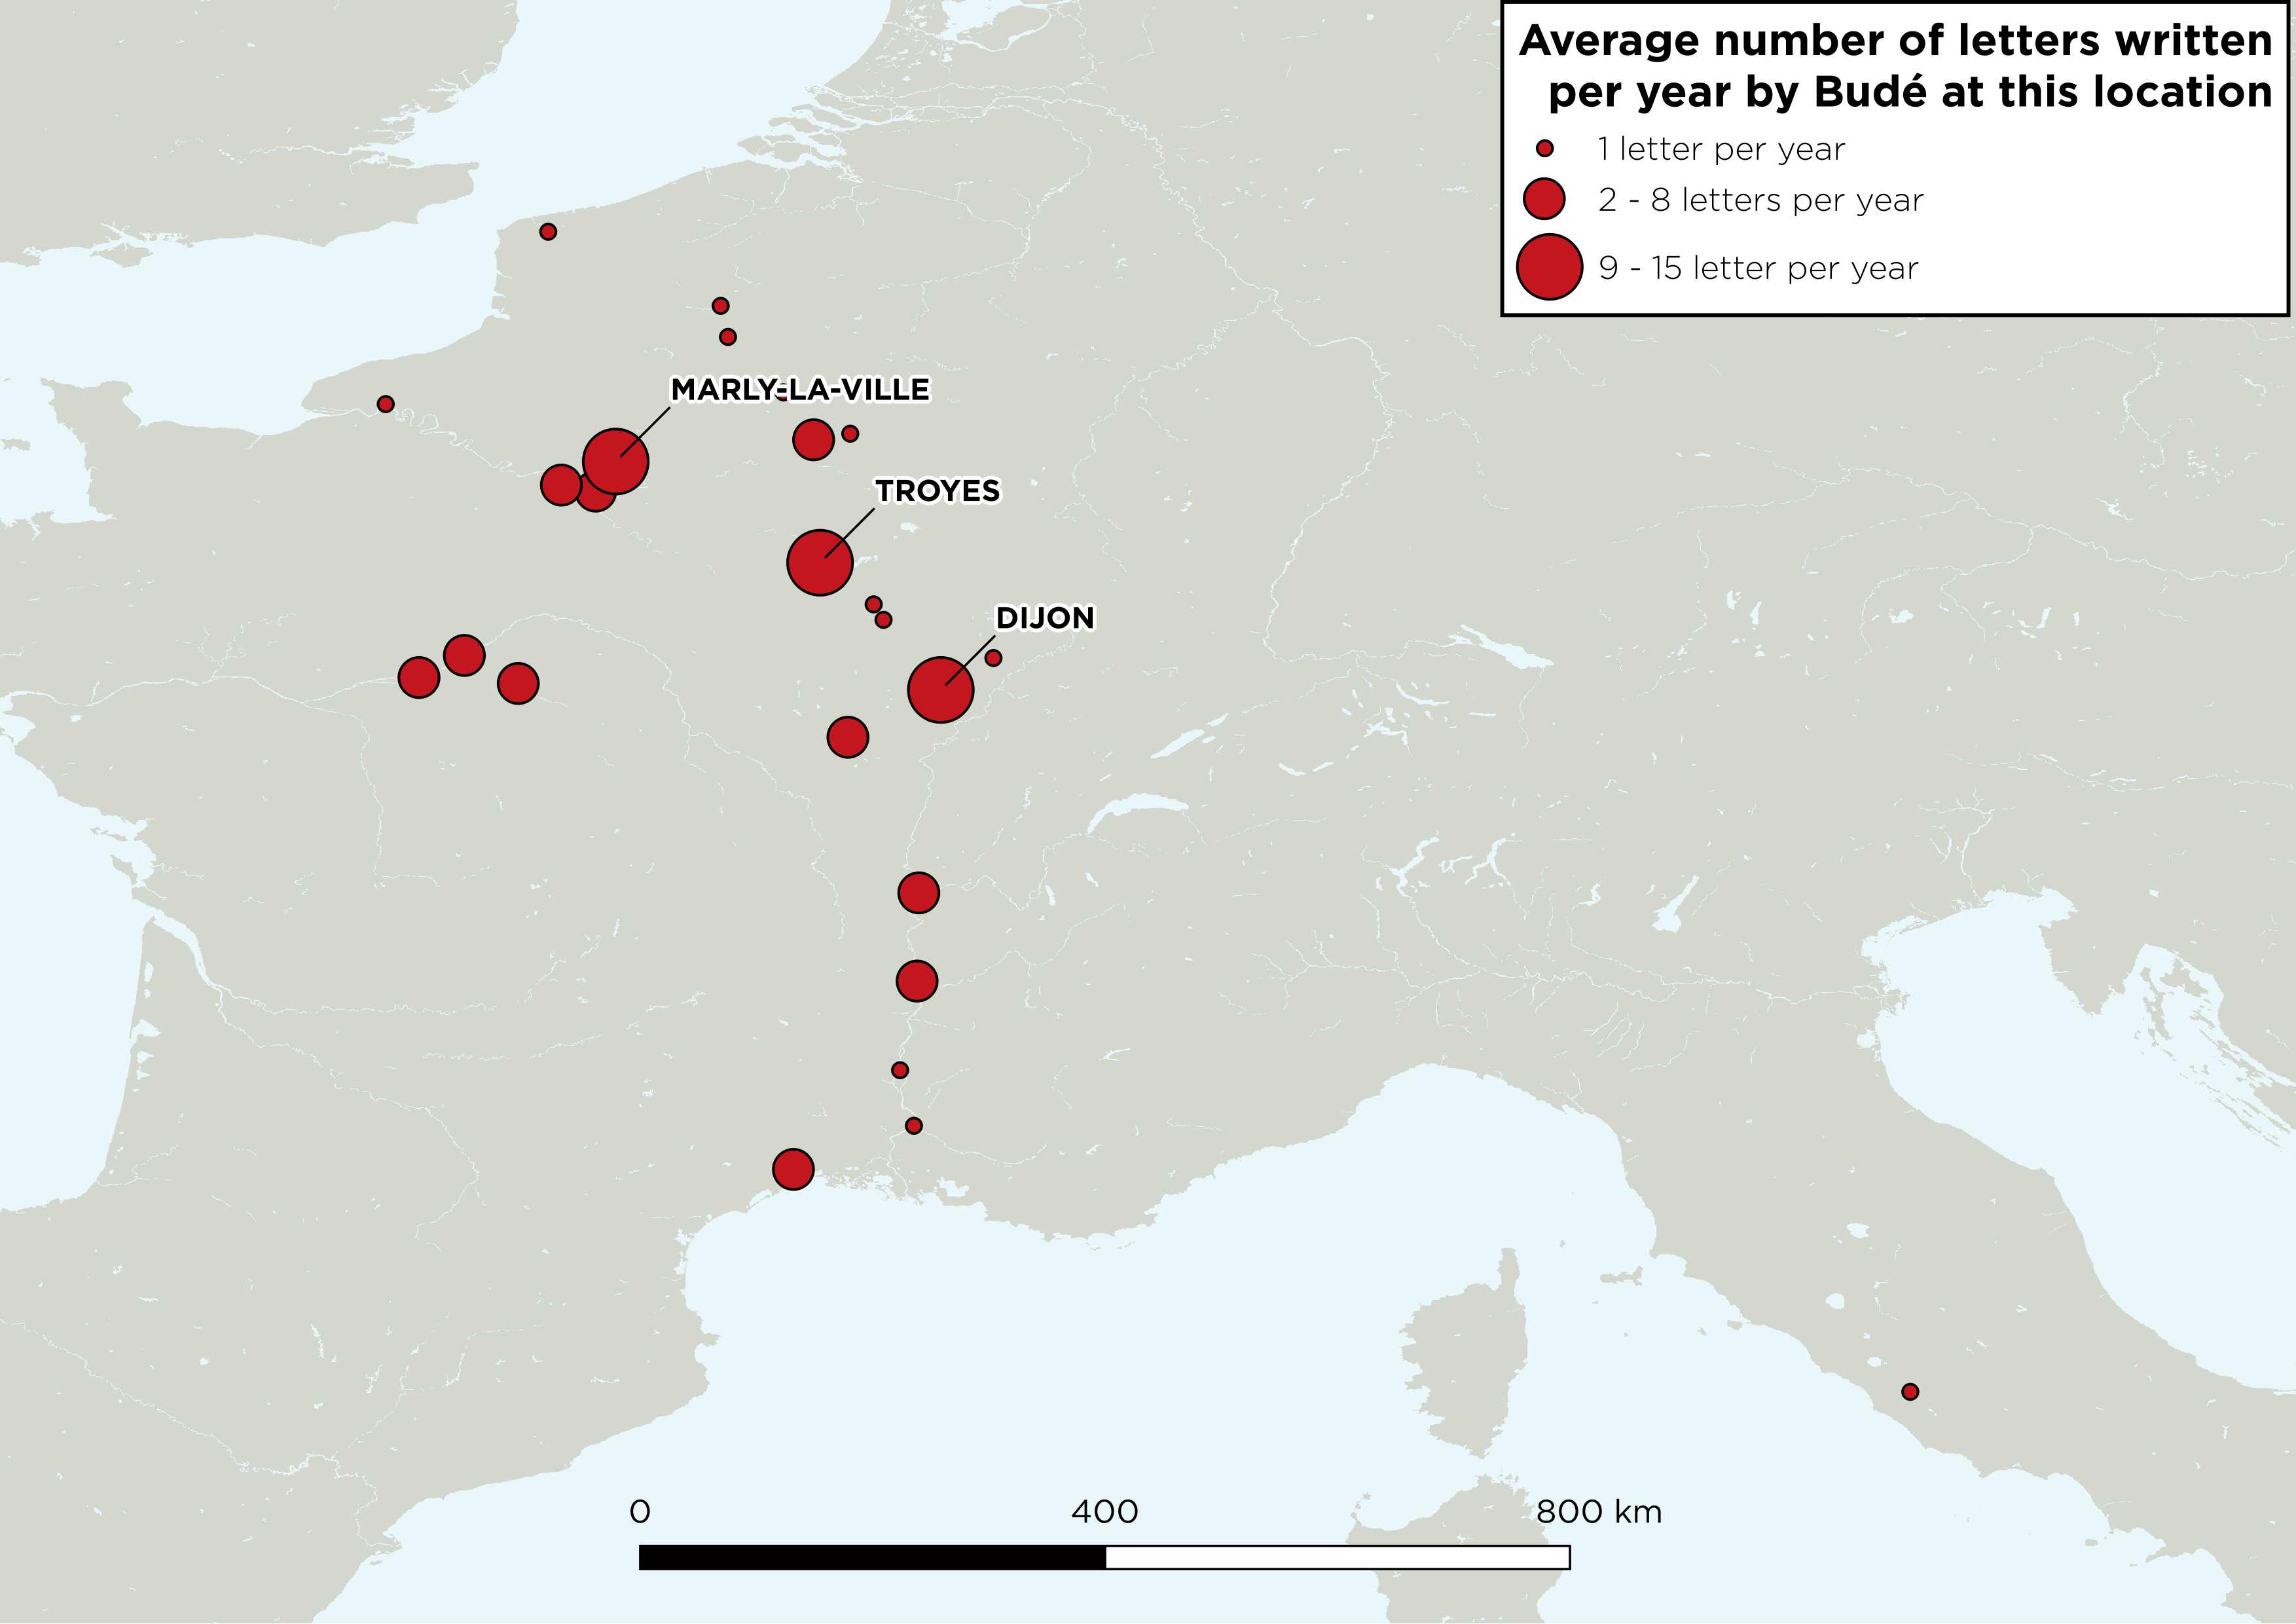 Average number of letters written
per year by Budé at this location
1 letter per year
2 - 8 letters per year
9 - 15 letter per year
MARLY-LA-VILLE
TROYES
DIJON
0 400 800 km